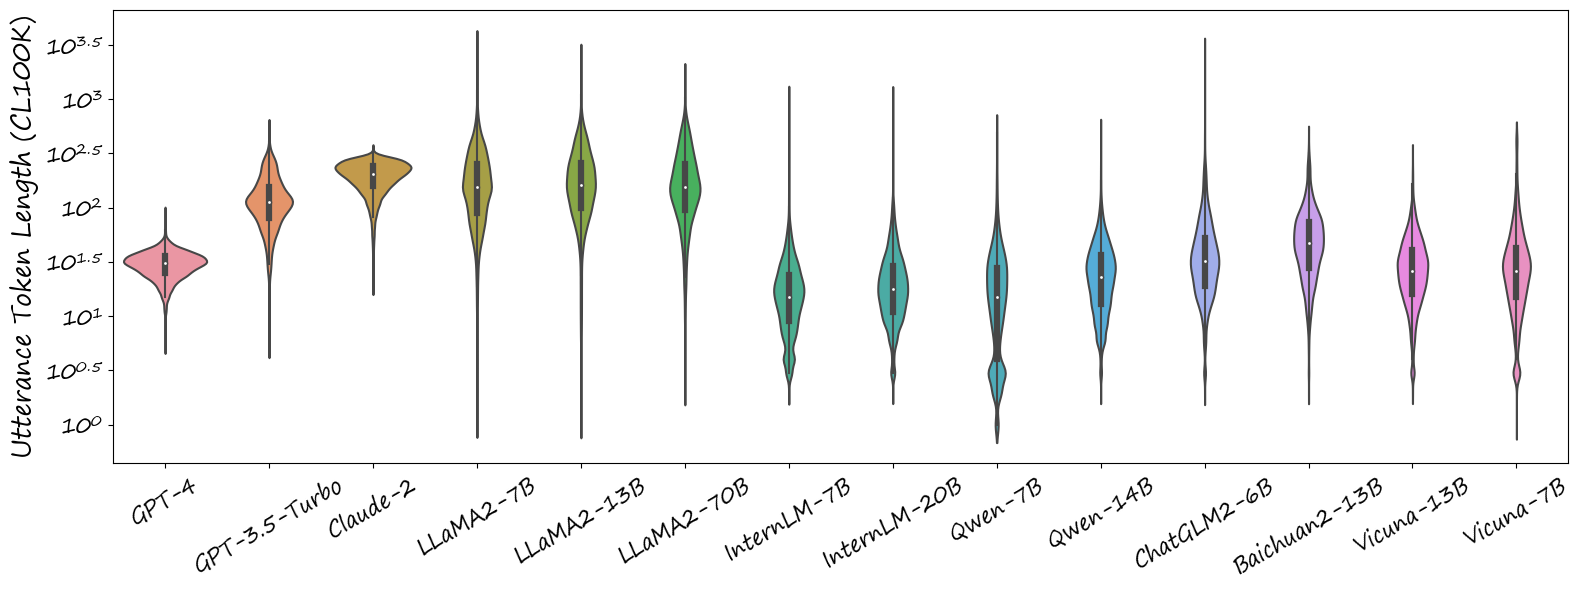 Utterance Token Length (CL100K)
10^3.5
10^3
10^2.5
10^2
10^1.5
10^1
10^0.5
10^0
GPT-4
GPT-3.5-Turbo
Claude-2
LLaMA2-7B
LLaMA2-13B
LLaMA2-70B
InternLM-7B
InternLM-20B
Qwen-7B
Qwen-14B
ChatGLM2-6B
Baichuan2-13B
Vicuna-13B
Vicuna-7B